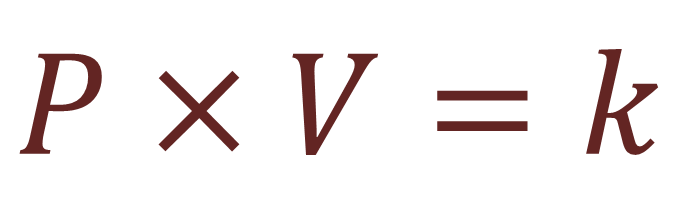 P × V = k